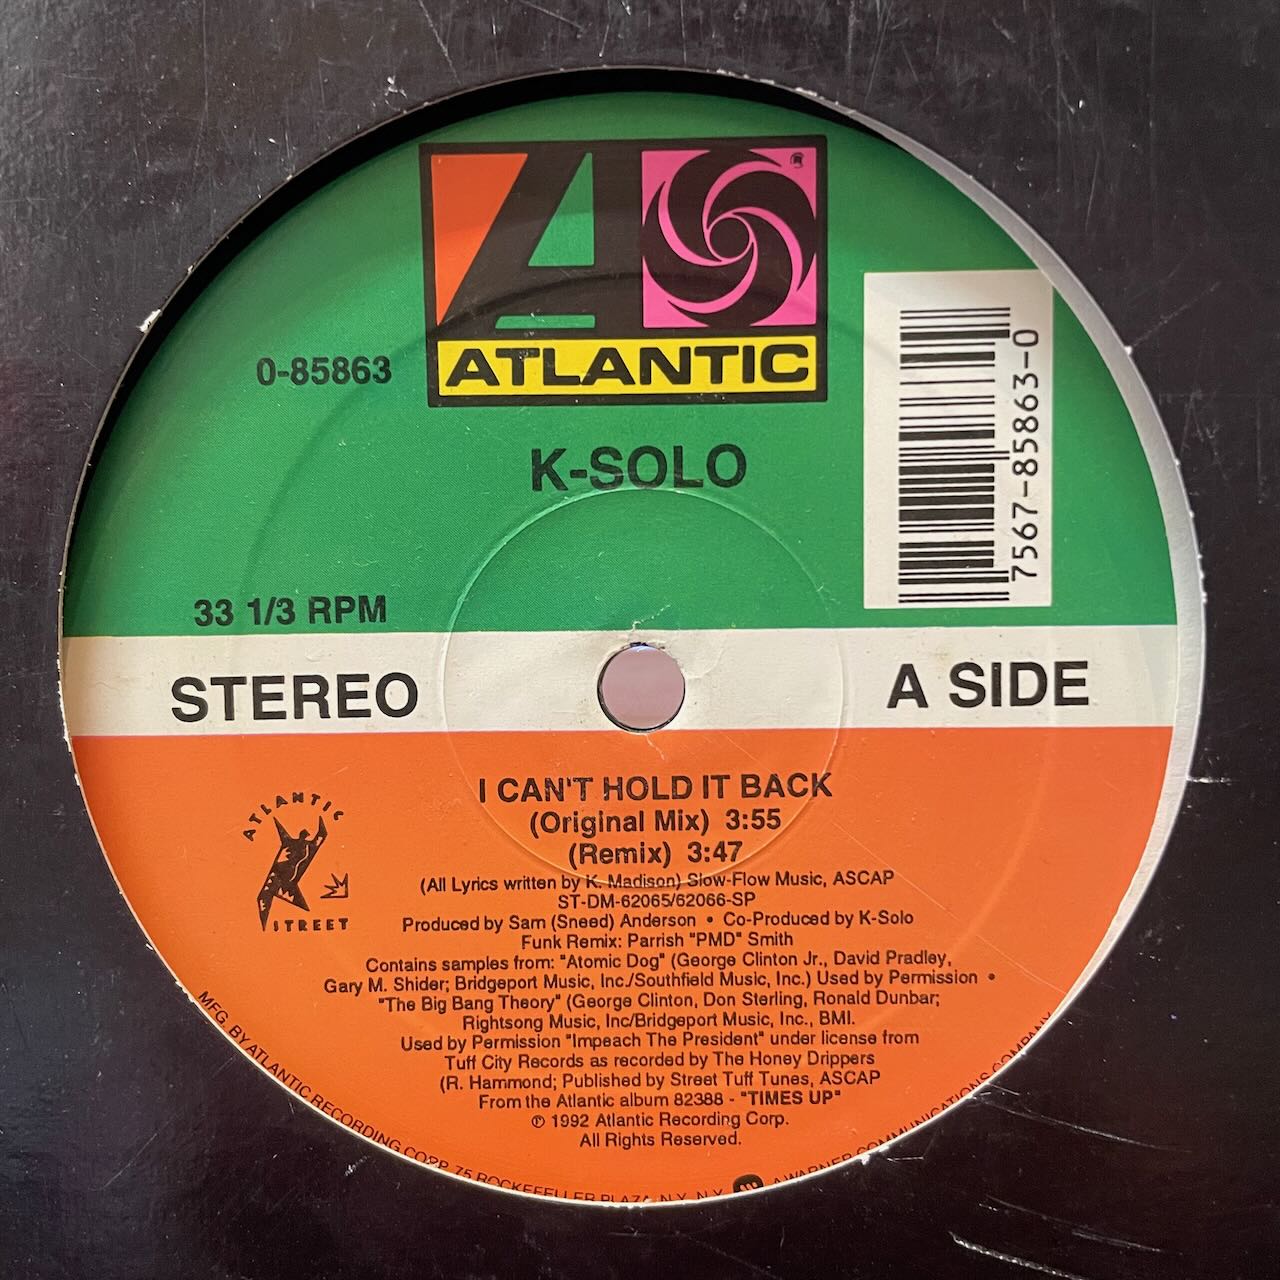 ATLANTIC
0-85863
K-SOLO
7567-85863-0
33 1/3 RPM
STEREO
A SIDE
I CAN'T HOLD IT BACK
(Original Mix) 3:55
(Remix) 3:47
ATLANTIC
STREET
(All Lyrics written by K. Madison) Slow-Flow Music, ASCAP
ST-DM-62065/62066-SP
Produced by Sam (Sneed) Anderson • Co-Produced by K-Solo
Funk Remix: Parrish "PMD" Smith
Contains samples from: "Atomic Dog" (George Clinton Jr., David Pradley,
Gary M. Shider; Bridgeport Music, Inc./Southfield Music, Inc.) Used by Permission •
"The Big Bang Theory" (George Clinton, Don Sterling, Ronald Dunbar;
Rightsong Music, Inc/Bridgeport Music, Inc., BMI.
Used by Permission "Impeach The President" under license from
Tuff City Records as recorded by The Honey Drippers
(R. Hammond; Published by Street Tuff Tunes, ASCAP
From the Atlantic album 82388 - "TIMES UP"
℗ 1992 Atlantic Recording Corp.
All Rights Reserved.
MFG. BY ATLANTIC RECORDING CORP. 75 ROCKEFELLER PLAZA N.Y. N.Y. A WARNER COMMUNICATIONS COMPANY